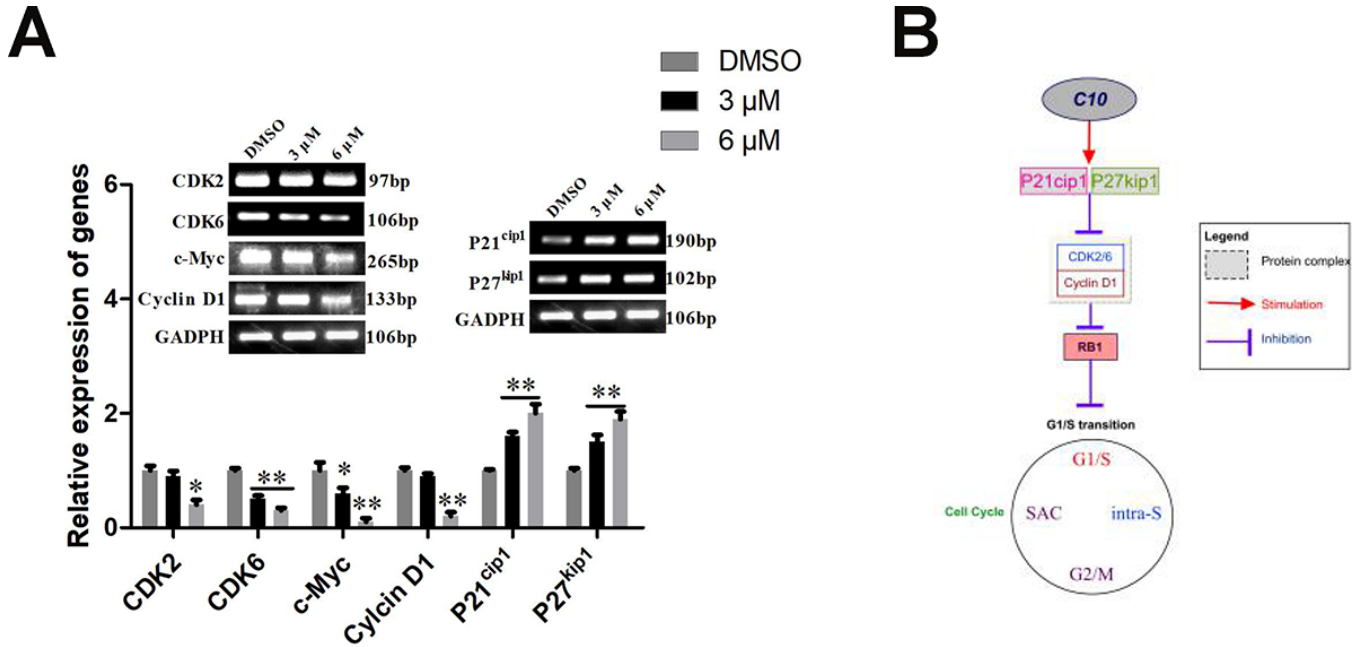 A
DMSO
3 μM
6 μM
DMSO 3 μM 6 μM
CDK2 97bp
CDK6 106bp
c-Myc 265bp
Cyclin D1 133bp
GADPH 106bp
DMSO 3 μM 6 μM
P21cip1 190bp
P27kip1 102bp
GADPH 106bp
Relative expression of genes
6
4
2
0
* ** * ** ** ** **
CDK2 CDK6 c-Myc Cylcin D1 P21cip1 P27kip1
B
C10
P21cip1 P27kip1
CDK2/6
Cyclin D1
RB1
G1/S transition
G1/S
Cell Cycle SAC intra-S
G2/M
Legend
Protein complex
Stimulation
Inhibition